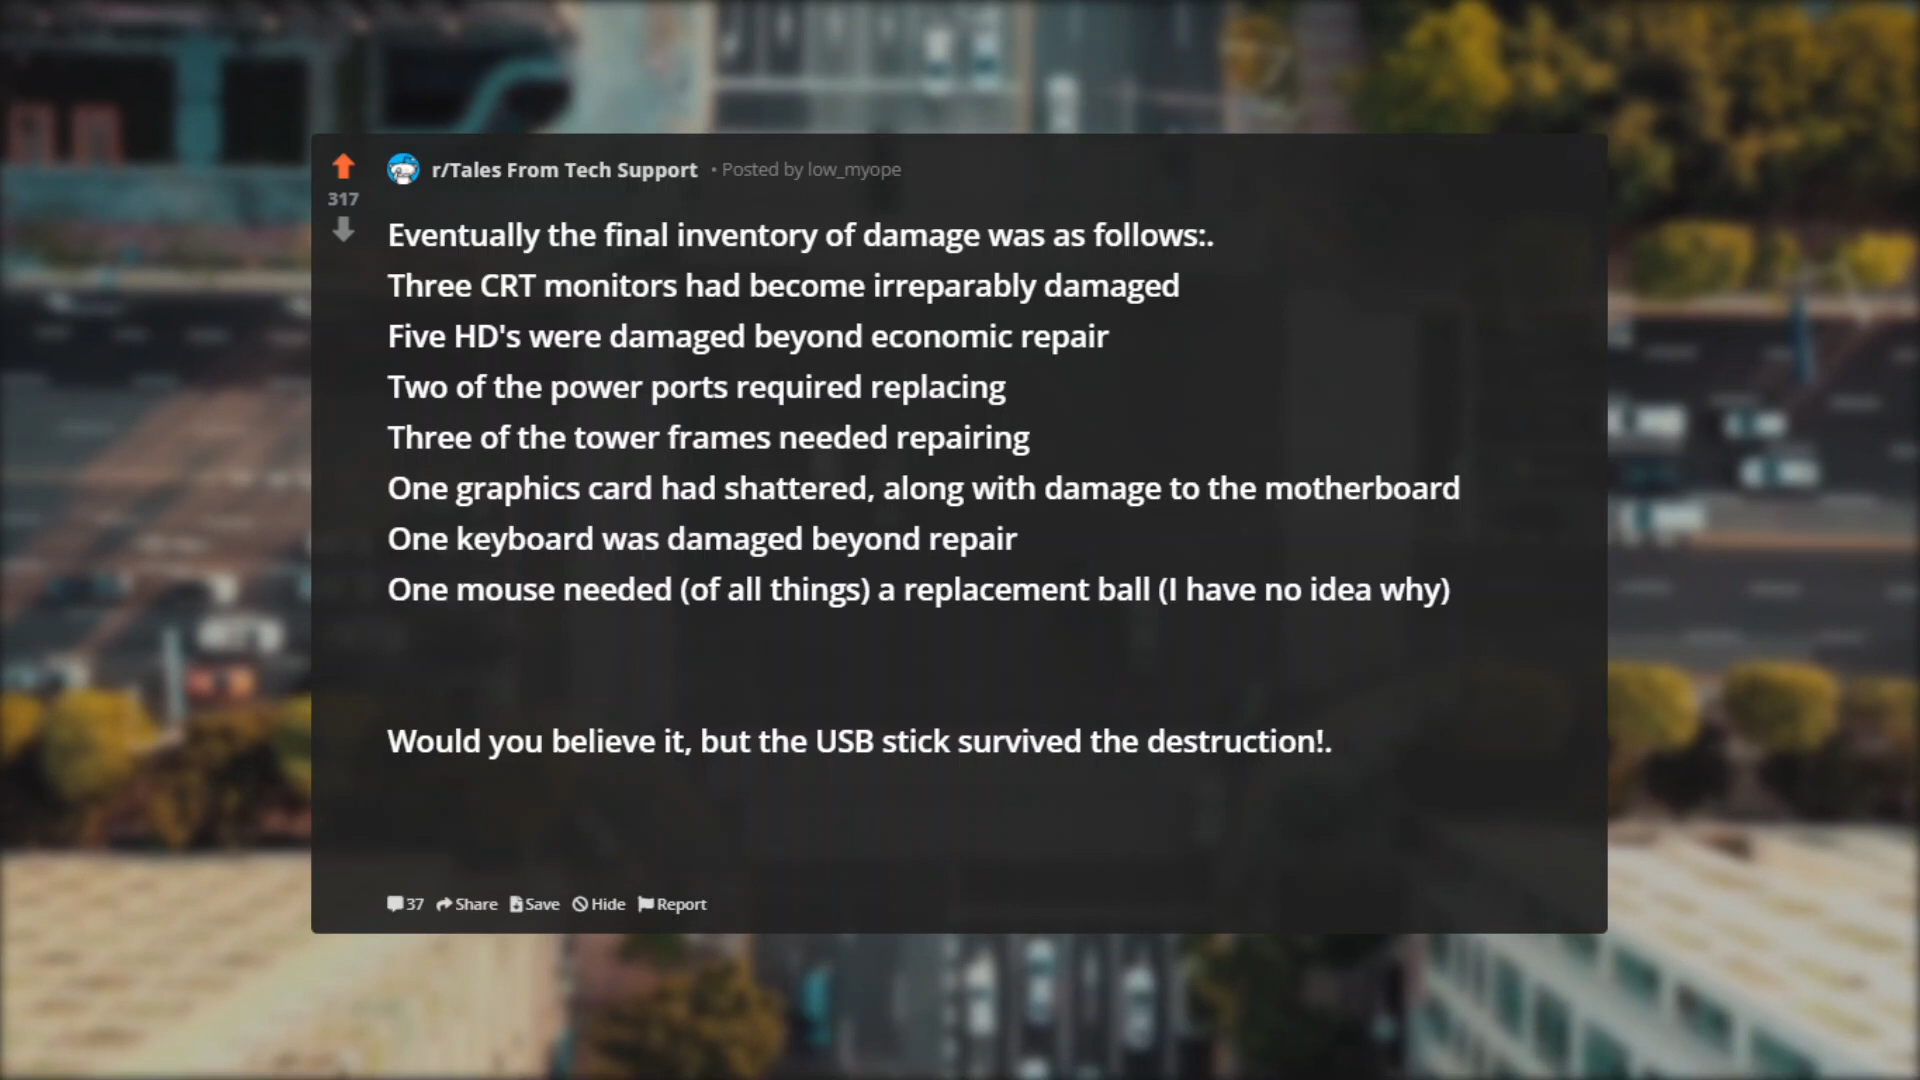 r/Tales From Tech Support • Posted by low_myope
317
Eventually the final inventory of damage was as follows:.
Three CRT monitors had become irreparably damaged
Five HD's were damaged beyond economic repair
Two of the power ports required replacing
Three of the tower frames needed repairing
One graphics card had shattered, along with damage to the motherboard
One keyboard was damaged beyond repair
One mouse needed (of all things) a replacement ball (I have no idea why)
Would you believe it, but the USB stick survived the destruction!.
37 Share Save Hide Report